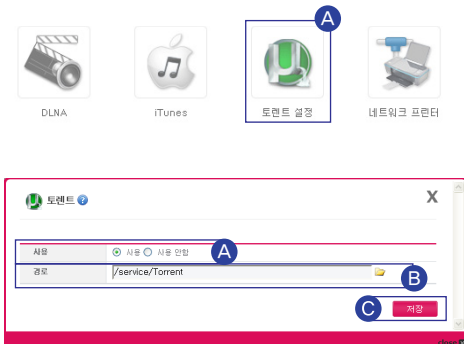 A
DLNA iTunes 토렌트 설정 네트워크 프린터
토렌트 ? X
사용 사용 사용 안함 A
경로 /service/Torrent B
C 저장
close